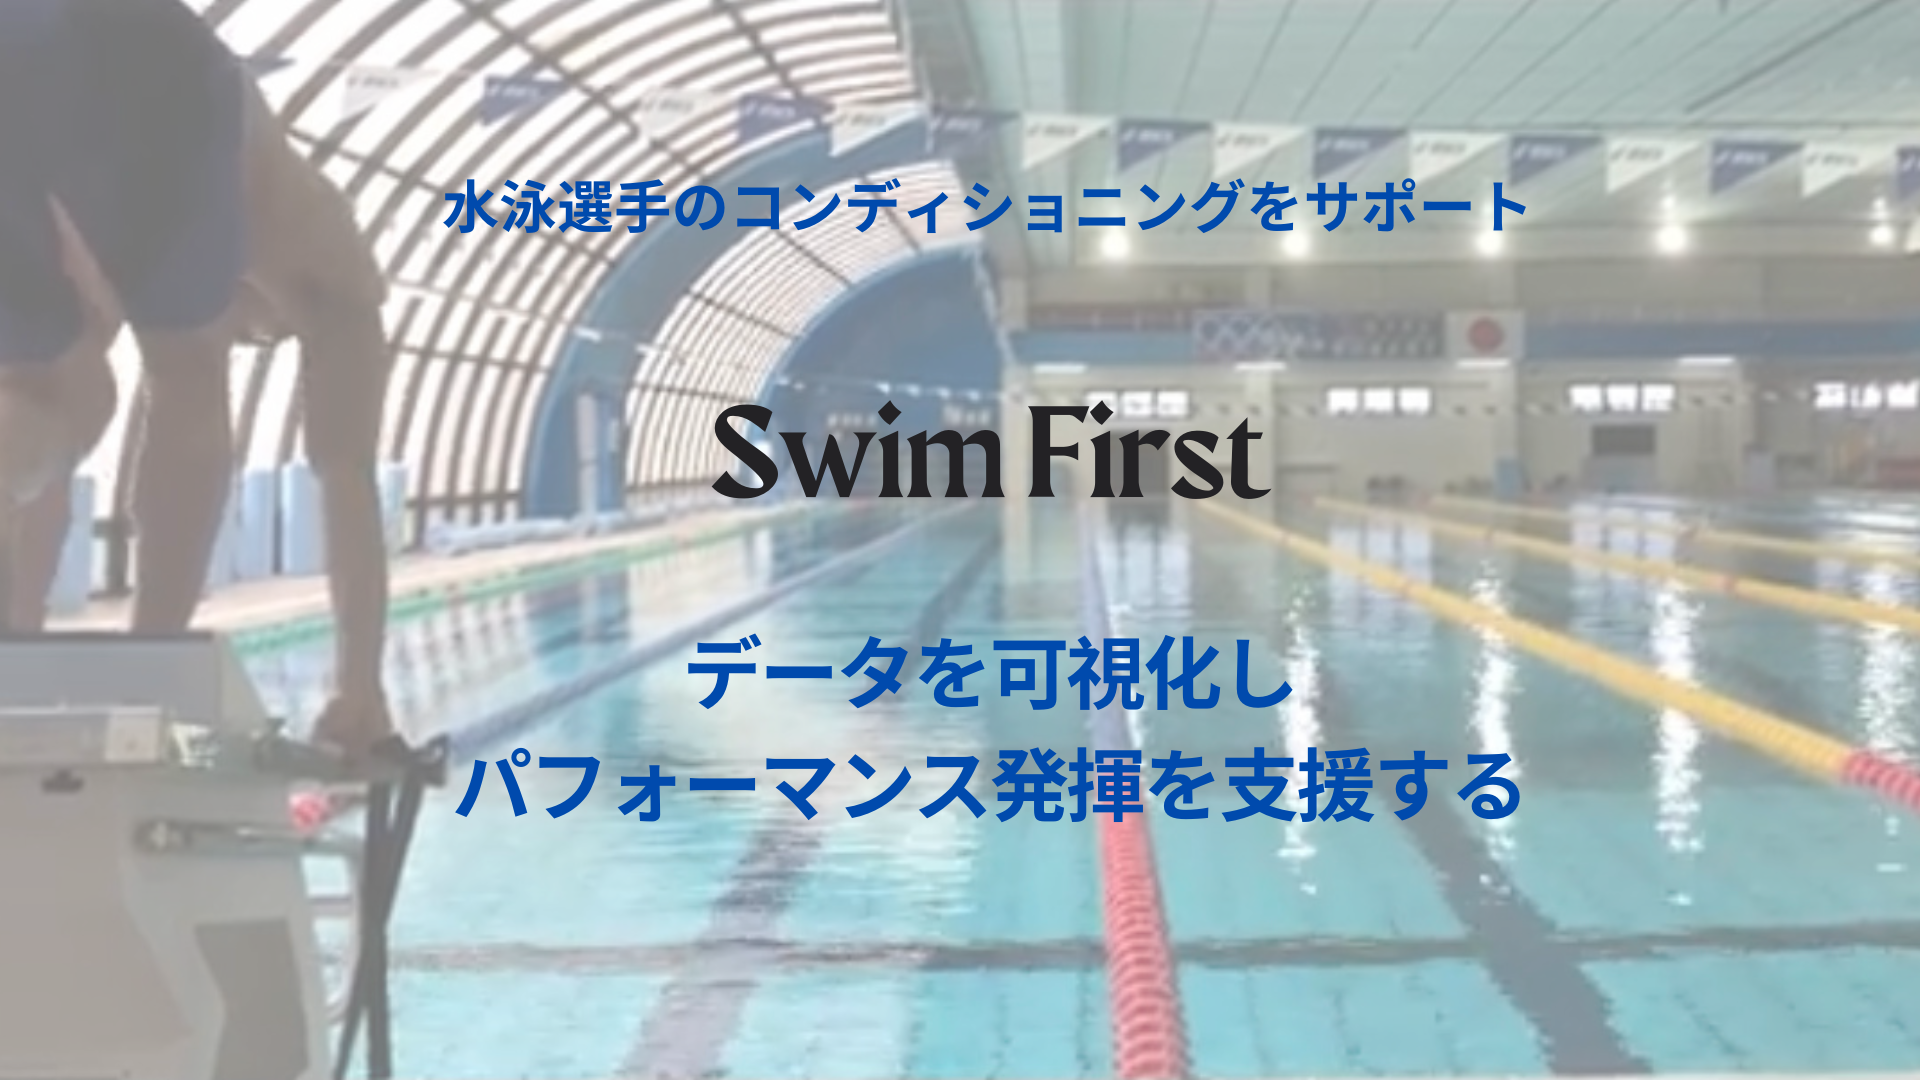 水泳選手のコンディショニングをサポート
Swim First
データを可視化し
パフォーマンス発揮を支援する